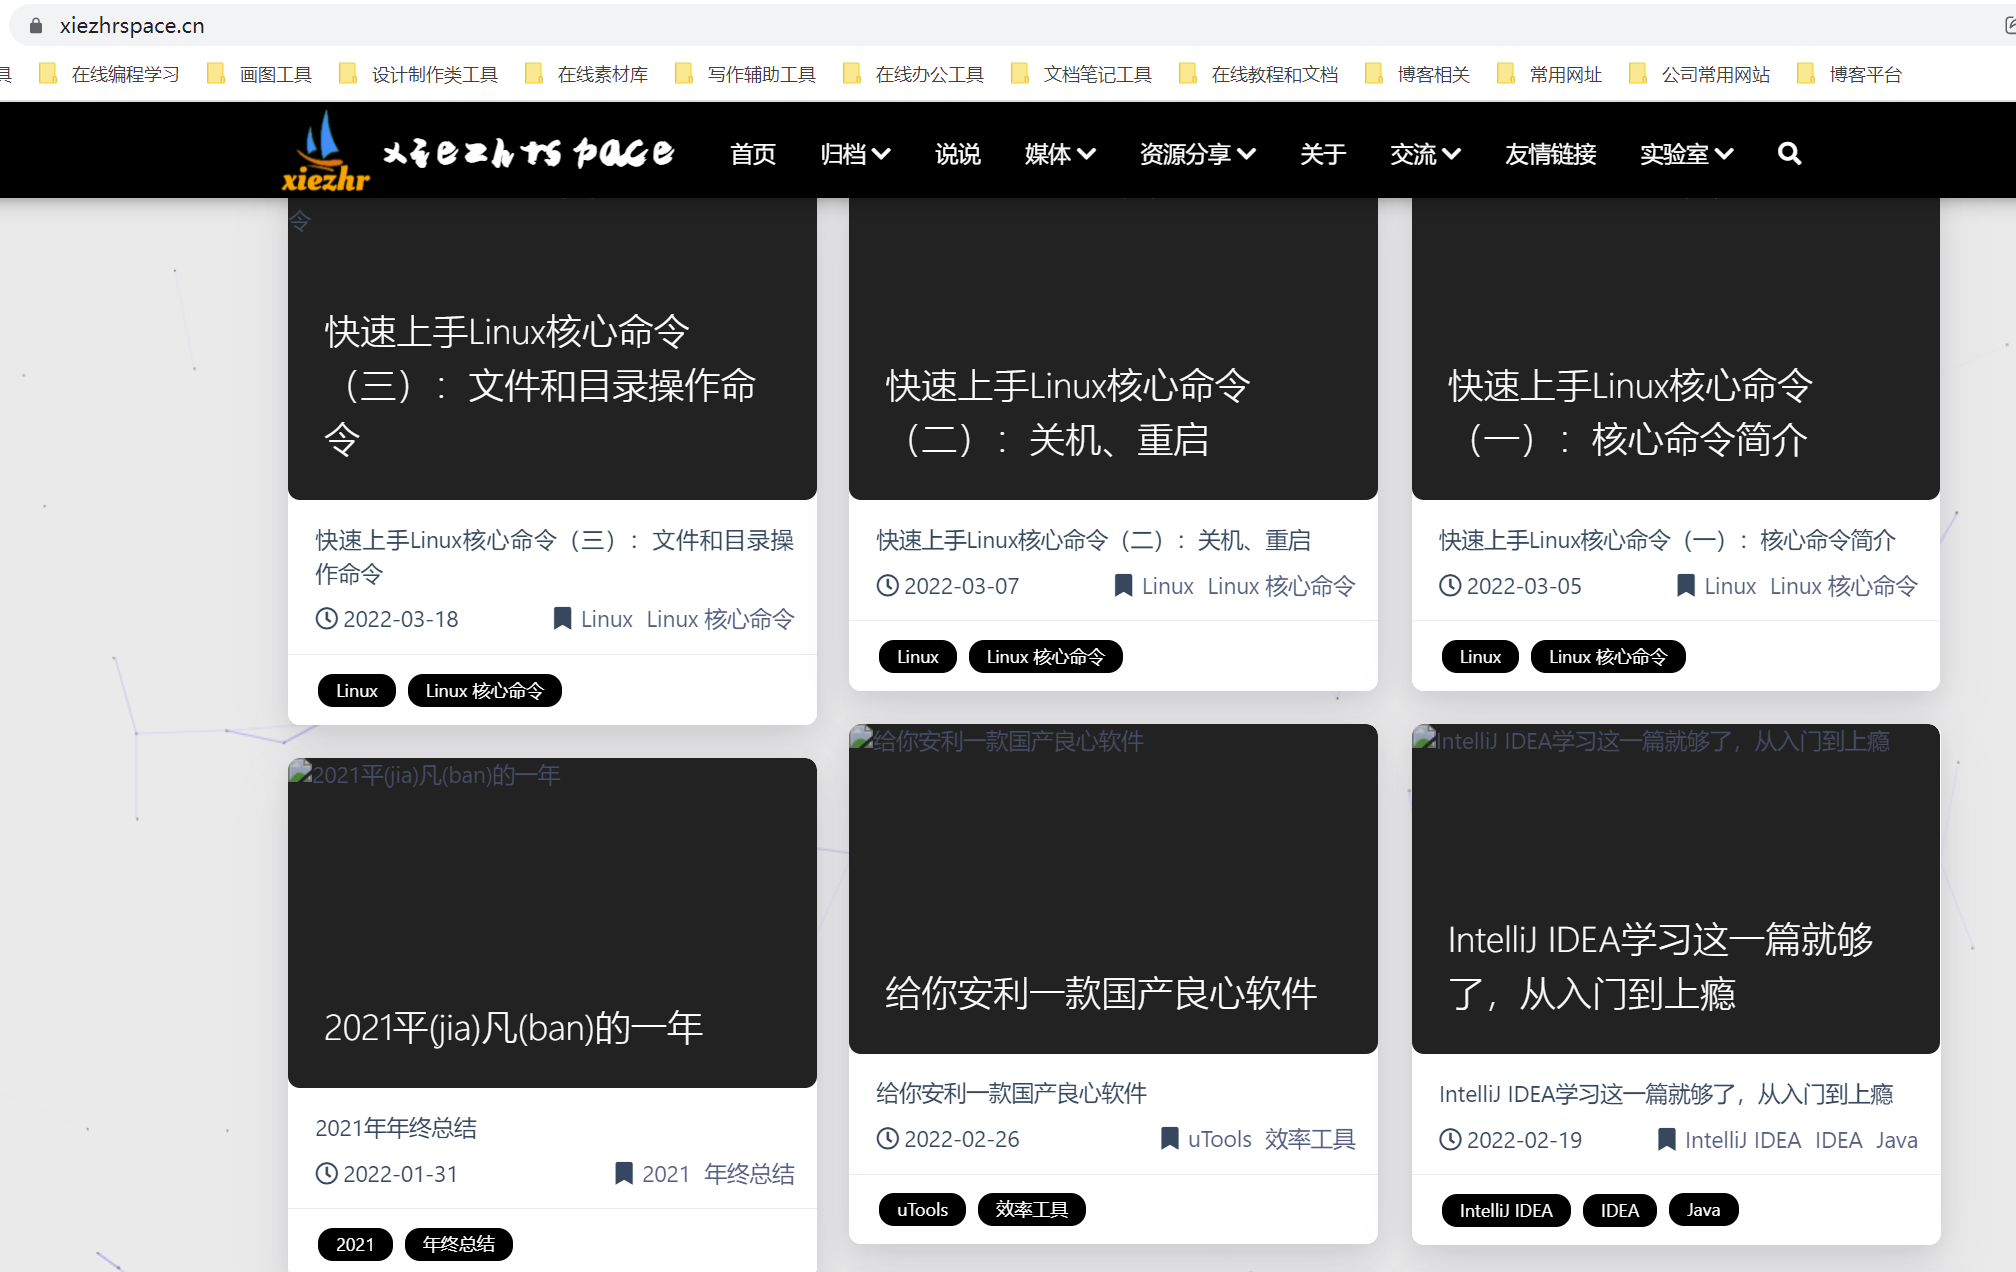 xiezhrspace.cn
具 在线编程学习 画图工具 设计制作类工具 在线素材库 写作辅助工具 在线办公工具 文档笔记工具 在线教程和文档 博客相关 常用网址 公司常用网站 博客平台
xiezhr xiezhrspace 首页 归档 说说 媒体 资源分享 关于 交流 友情链接 实验室
令
快速上手Linux核心命令
（三）：文件和目录操作命
令
快速上手Linux核心命令（三）：文件和目录操
作命令
2022-03-18 Linux Linux 核心命令
Linux Linux 核心命令
快速上手Linux核心命令
（二）：关机、重启
快速上手Linux核心命令（二）：关机、重启
2022-03-07 Linux Linux 核心命令
Linux Linux 核心命令
快速上手Linux核心命令
（一）：核心命令简介
快速上手Linux核心命令（一）：核心命令简介
2022-03-05 Linux Linux 核心命令
Linux Linux 核心命令
2021平(jia)凡(ban)的一年
2021平(jia)凡(ban)的一年
2021年年终总结
2022-01-31 2021 年终总结
2021 年终总结
给你安利一款国产良心软件
给你安利一款国产良心软件
给你安利一款国产良心软件
2022-02-26 uTools 效率工具
uTools 效率工具
IntelliJ IDEA学习这一篇就够了，从入门到上瘾
IntelliJ IDEA学习这一篇就够
了，从入门到上瘾
IntelliJ IDEA学习这一篇就够了，从入门到上瘾
2022-02-19 IntelliJ IDEA IDEA Java
IntelliJ IDEA IDEA Java